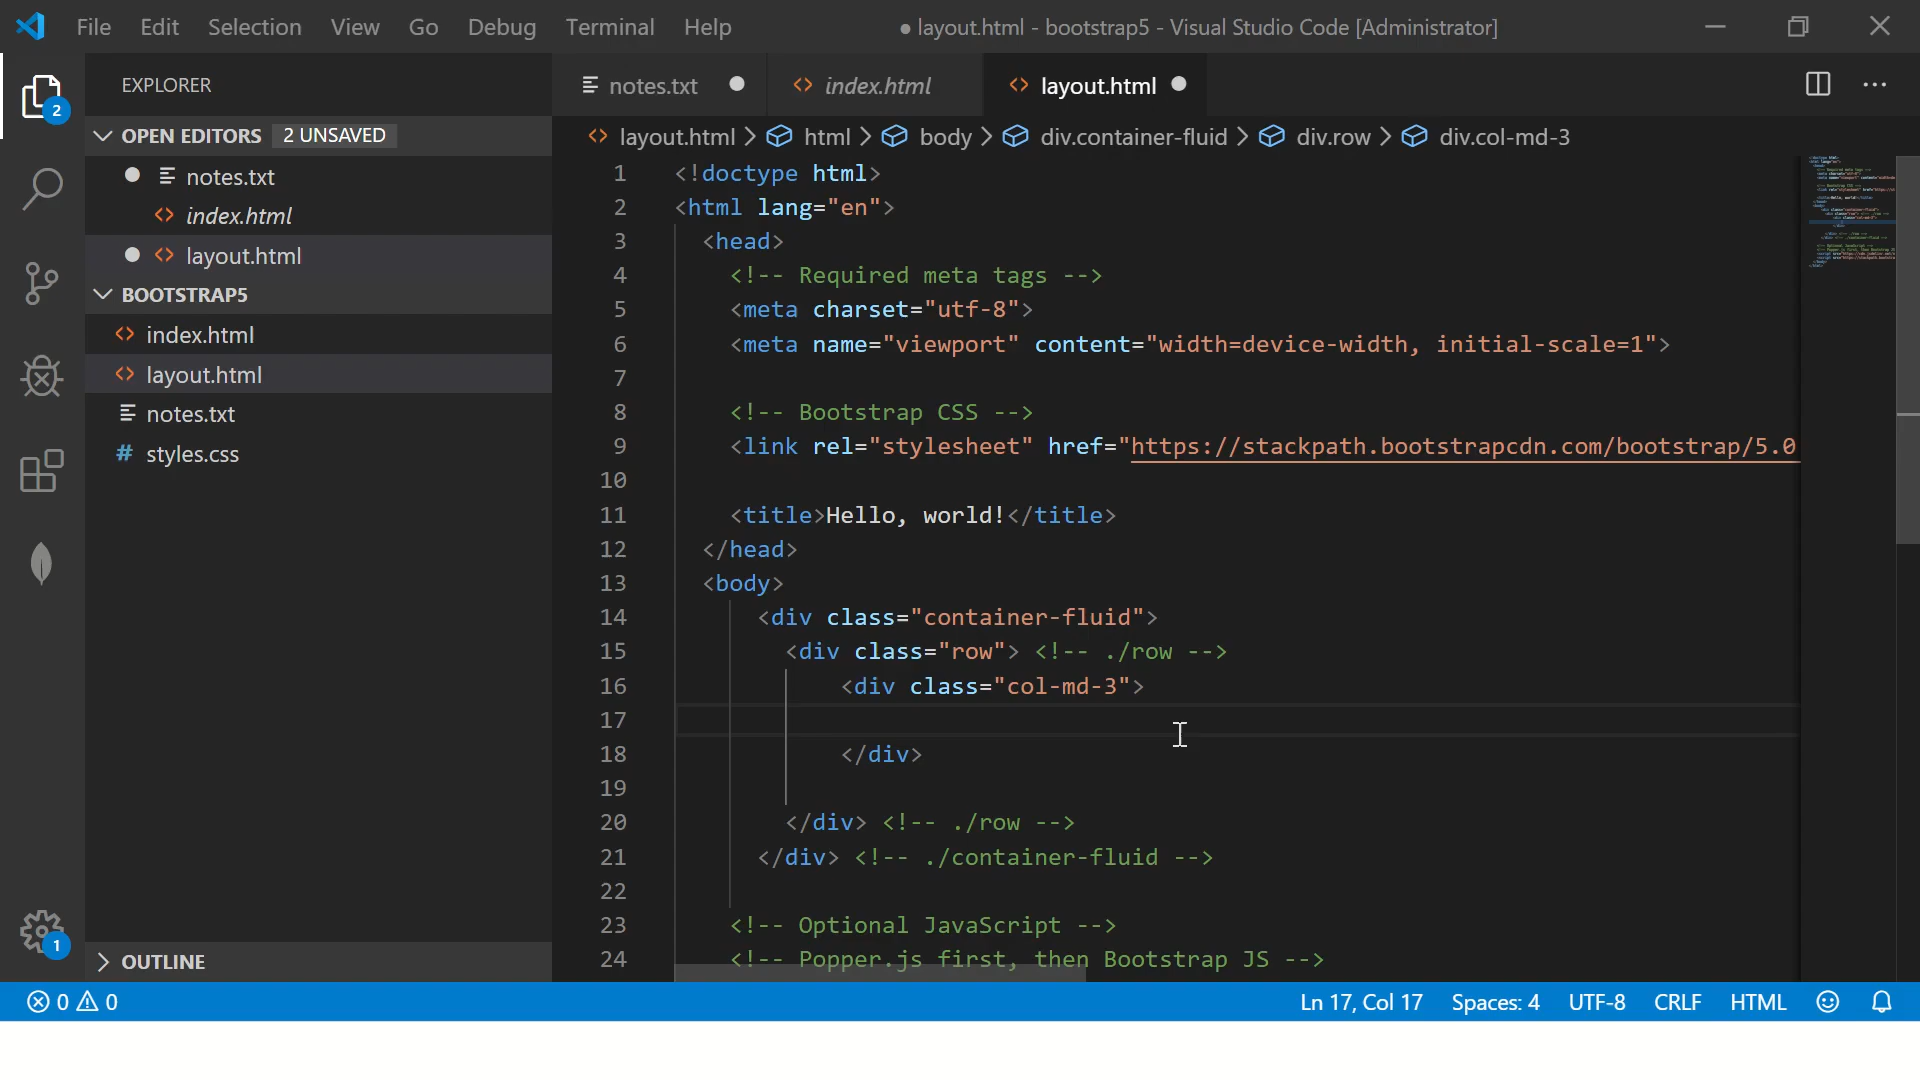 File Edit Selection View Go Debug Terminal Help
● layout.html - bootstrap5 - Visual Studio Code [Administrator]
EXPLORER
OPEN EDITORS 2 UNSAVED
notes.txt
index.html
layout.html
BOOTSTRAP5
index.html
layout.html
notes.txt
styles.css
OUTLINE
2
1
notes.txt index.html layout.html
layout.html > html > body > div.container-fluid > div.row > div.col-md-3
1 <!doctype html>
2 <html lang="en">
3 <head>
4 <!-- Required meta tags -->
5 <meta charset="utf-8">
6 <meta name="viewport" content="width=device-width, initial-scale=1">
7
8 <!-- Bootstrap CSS -->
9 <link rel="stylesheet" href="https://stackpath.bootstrapcdn.com/bootstrap/5.0
10
11 <title>Hello, world!</title>
12 </head>
13 <body>
14 <div class="container-fluid">
15 <div class="row"> <!-- ./row -->
16 <div class="col-md-3">
17
18 </div>
19
20 </div> <!-- ./row -->
21 </div> <!-- ./container-fluid -->
22
23 <!-- Optional JavaScript -->
24 <!-- Popper.js first, then Bootstrap JS -->
0 0 Ln 17, Col 17 Spaces: 4 UTF-8 CRLF HTML